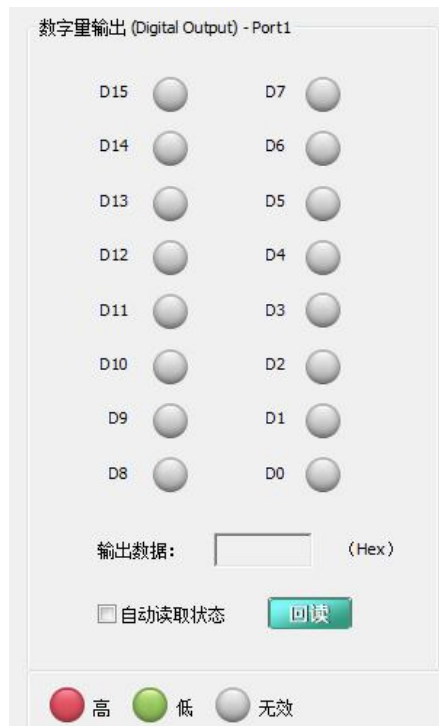 数字量输出 (Digital Output) - Port1
D15 D7
D14 D6
D13 D5
D12 D4
D11 D3
D10 D2
D9 D1
D8 D0
输出数据： （Hex）
自动读取状态 回读
高 低 无效